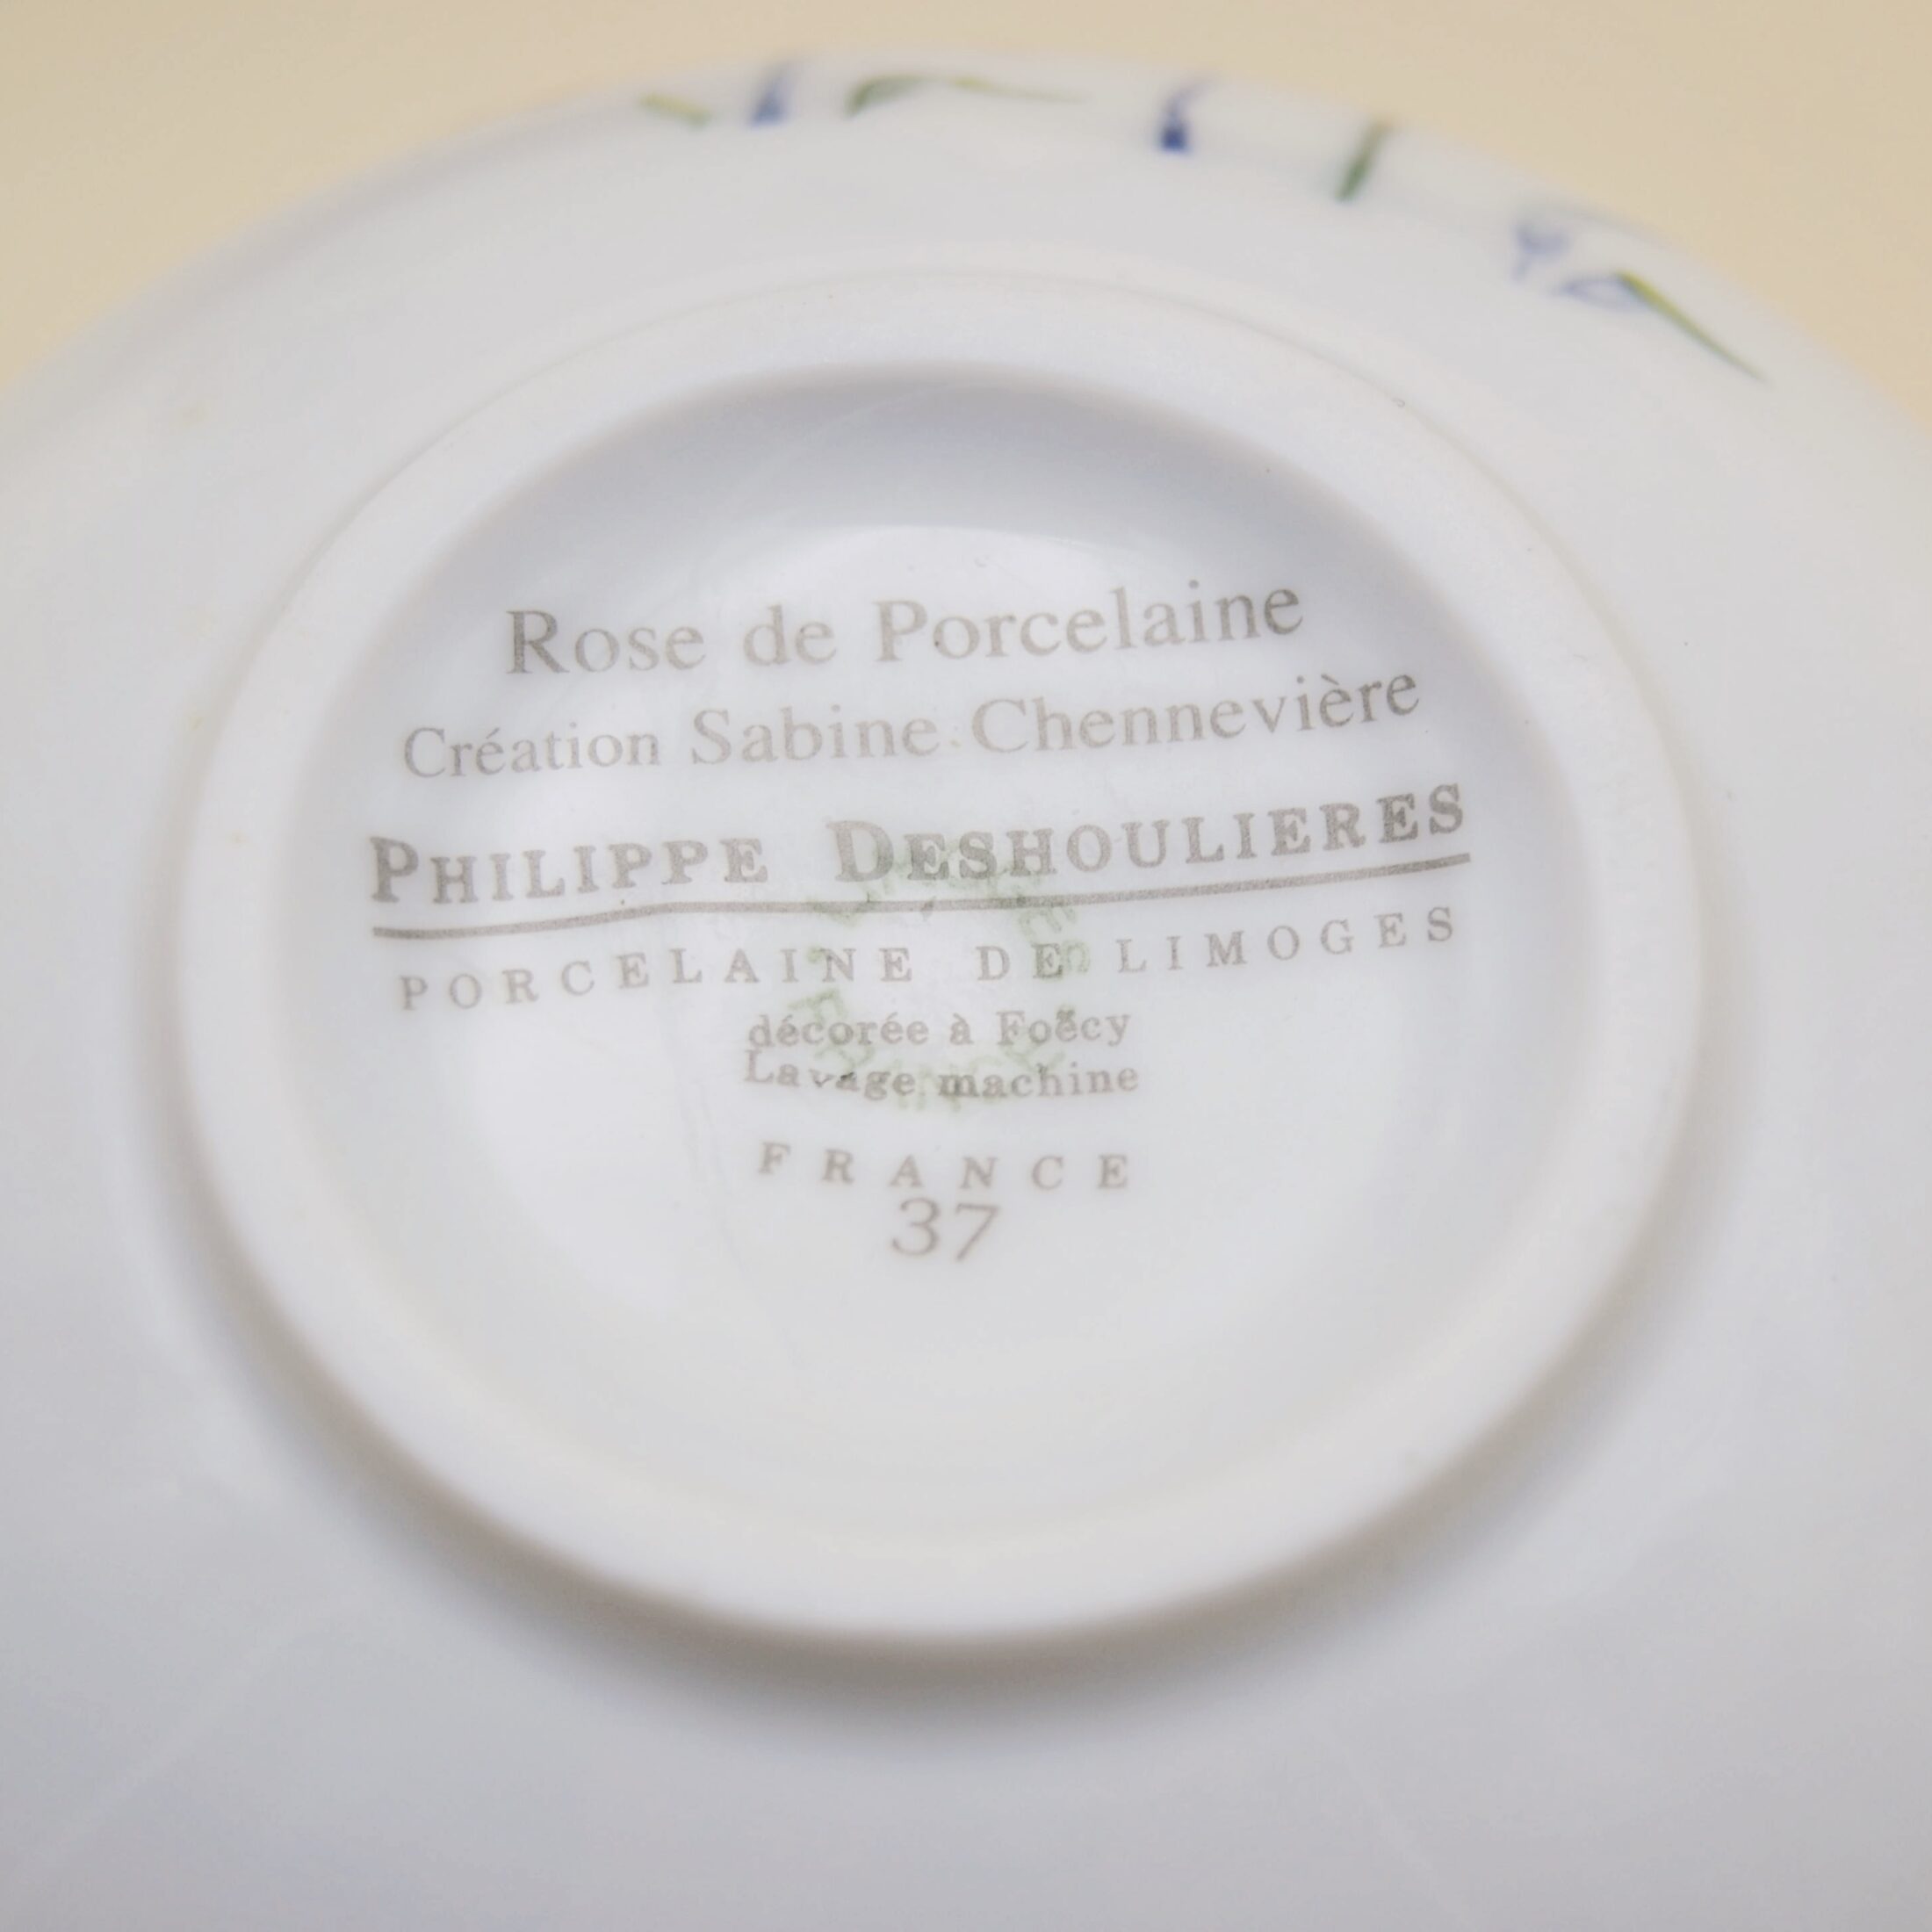 Rose de Porcelaine
Création Sabine Chennevière
PHILIPPE DESHOULIERES
PORCELAINE DE LIMOGES
décorée à Foëcy
Lavage machine
FRANCE
37